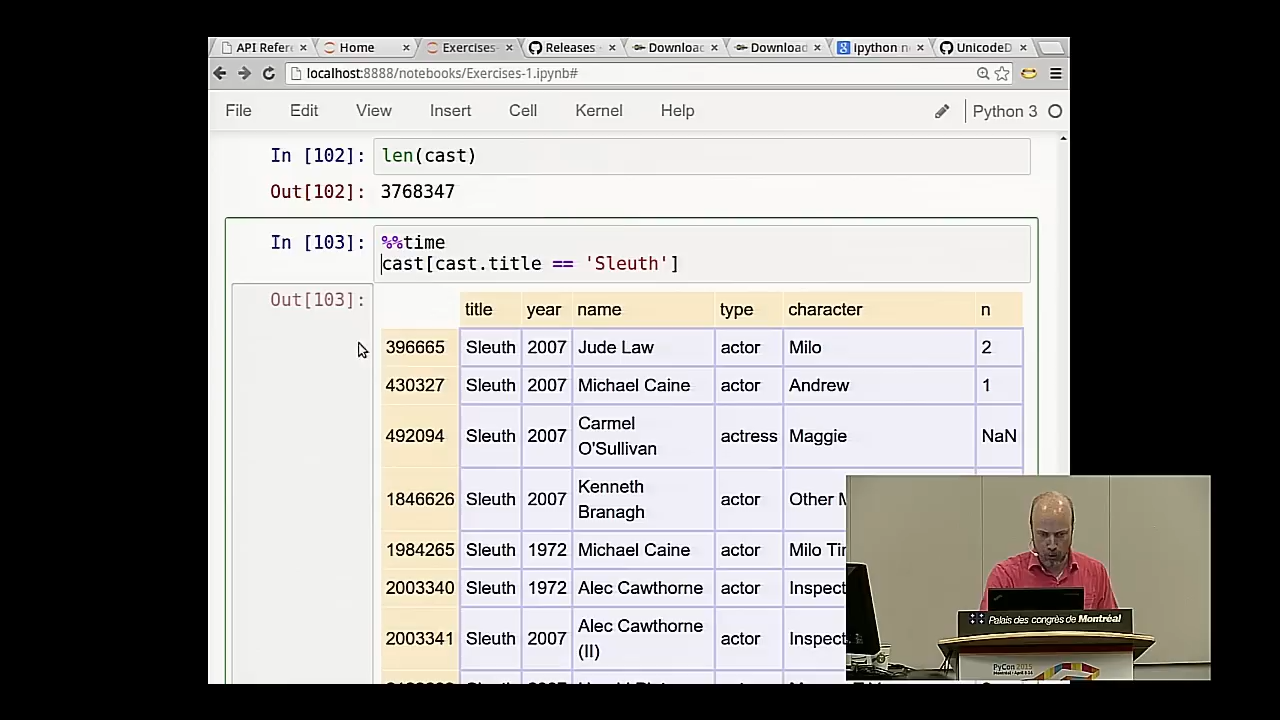 API Refere
Home
Exercises-
Releases ·
Download
Download
ipython n
UnicodeD
localhost:8888/notebooks/Exercises-1.ipynb#
File Edit View Insert Cell Kernel Help Python 3
In [102]: len(cast)
Out[102]: 3768347
In [103]: %%time
cast[cast.title == 'Sleuth']
Out[103]:
title year name type character n
396665 Sleuth 2007 Jude Law actor Milo 2
430327 Sleuth 2007 Michael Caine actor Andrew 1
492094 Sleuth 2007 Carmel O'Sullivan actress Maggie NaN
1846626 Sleuth 2007 Kenneth Branagh actor Other M
1984265 Sleuth 1972 Michael Caine actor Milo Tin
2003340 Sleuth 1972 Alec Cawthorne actor Inspect
2003341 Sleuth 2007 Alec Cawthorne (II) actor Inspect
Palais des congrès de Montréal
PyCon 2015